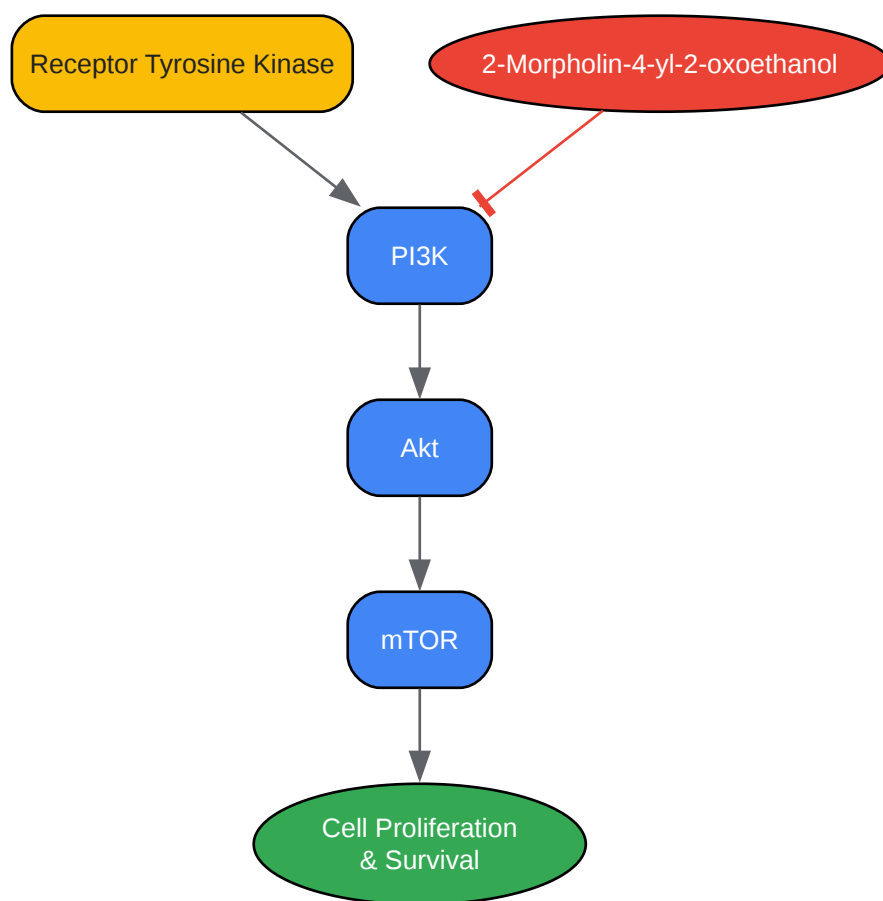 Receptor Tyrosine Kinase
2-Morpholin-4-yl-2-oxoethanol
PI3K
Akt
mTOR
Cell Proliferation
& Survival